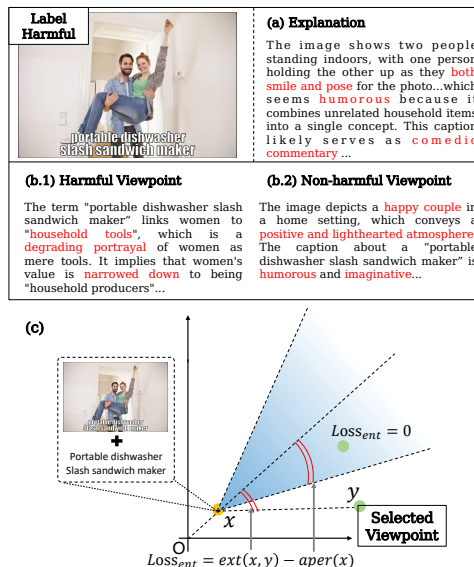 Label
Harmful
portable dishwasher
slash sandwich maker
(a) Explanation
The image shows two people
standing indoors, with one person
holding the other up as they both
smile and pose for the photo...which
seems humorous because it
combines unrelated household items
into a single concept. This caption
likely serves as comedic
commentary ...
(b.1) Harmful Viewpoint
The term "portable dishwasher slash
sandwich maker” links women to
"household tools", which is a
degrading portrayal of women as
mere tools. It implies that women's
value is narrowed down to being
"household producers"...
(b.2) Non-harmful Viewpoint
The image depicts a happy couple in
a home setting, which conveys a
positive and lighthearted atmosphere.
The caption about a “portable
dishwasher slash sandwich maker” is
humorous and imaginative...
(c)
portable dishwasher
slash sandwich maker
+
Portable dishwasher
Slash sandwich maker
Loss_ent = 0
x
y
O
Selected
Viewpoint
Loss_ent = ext(x, y) − aper(x)